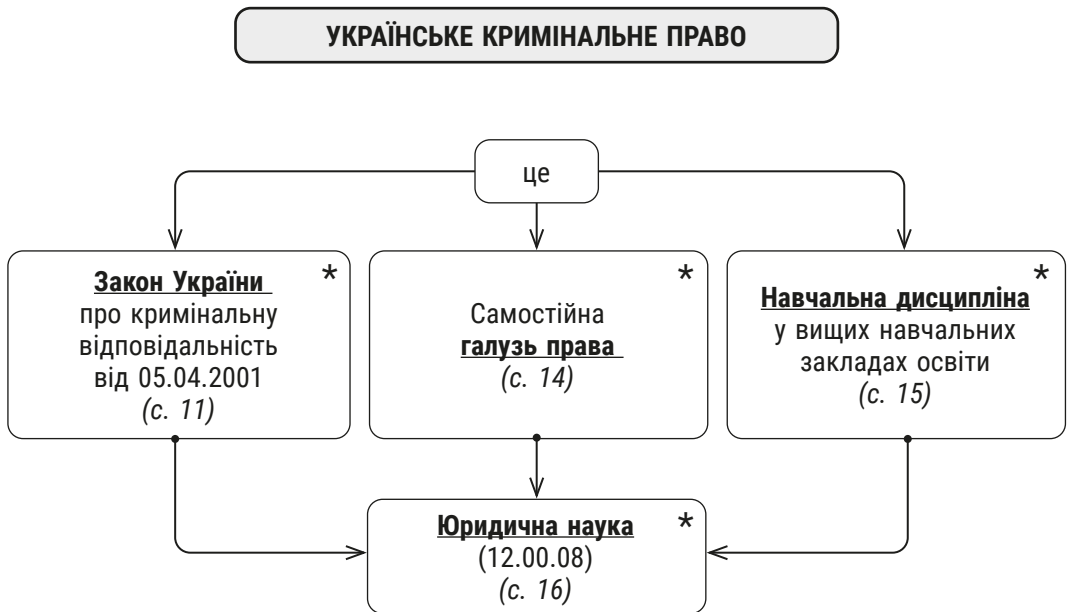 УКРАЇНСЬКЕ КРИМІНАЛЬНЕ ПРАВО
це
Закон України *
про кримінальну
відповідальність
від 05.04.2001
(с. 11)
*
Самостійна
галузь права
(с. 14)
*
Навчальна дисципліна
у вищих навчальних
закладах освіти
(с. 15)
Юридична наука *
(12.00.08)
(с. 16)